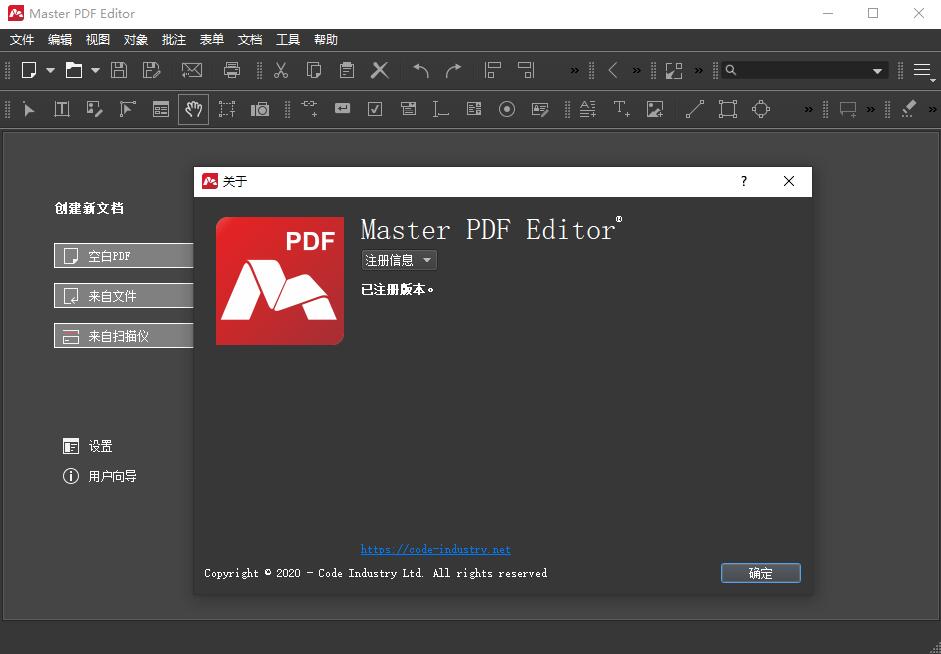 Master PDF Editor
文件 编辑 视图 对象 批注 表单 文档 工具 帮助
关于
创建新文档
空白PDF
来自文件
来自扫描仪
设置
用户向导
PDF
Master PDF Editor®
注册信息
已注册版本。
https://code-industry.net
Copyright © 2020 - Code Industry Ltd. All rights reserved
确定